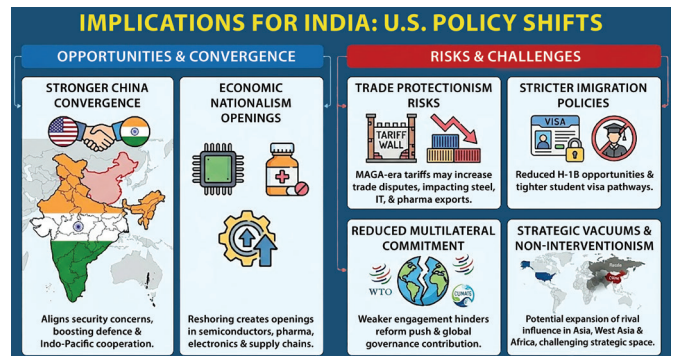 IMPLICATIONS FOR INDIA: U.S. POLICY SHIFTS
OPPORTUNITIES & CONVERGENCE
STRONGER CHINA
CONVERGENCE
Aligns security concerns,
boosting defence &
Indo-Pacific cooperation.
ECONOMIC
NATIONALISM
OPENINGS
Reshoring creates openings
in semiconductors, pharma,
electronics & supply chains.
RISKS & CHALLENGES
TRADE PROTECTIONISM
RISKS
TARIFF
WALL
MAGA-era tariffs may increase
trade disputes, impacting steel,
IT, & pharma exports.
STRICTER IMIGRATION
POLICIES
VISA
Reduced H-1B opportunities &
tighter student visa pathways.
REDUCED MULTILATERAL
COMMITMENT
WTO
CLIMATE
Weaker engagement hinders
reform push & global
governance contribution.
STRATEGIC VACUUMS &
NON-INTERVENTIONISM
Russia
China
Potential expansion of rival
influence in Asia, West Asia &
Africa, challenging strategic space.